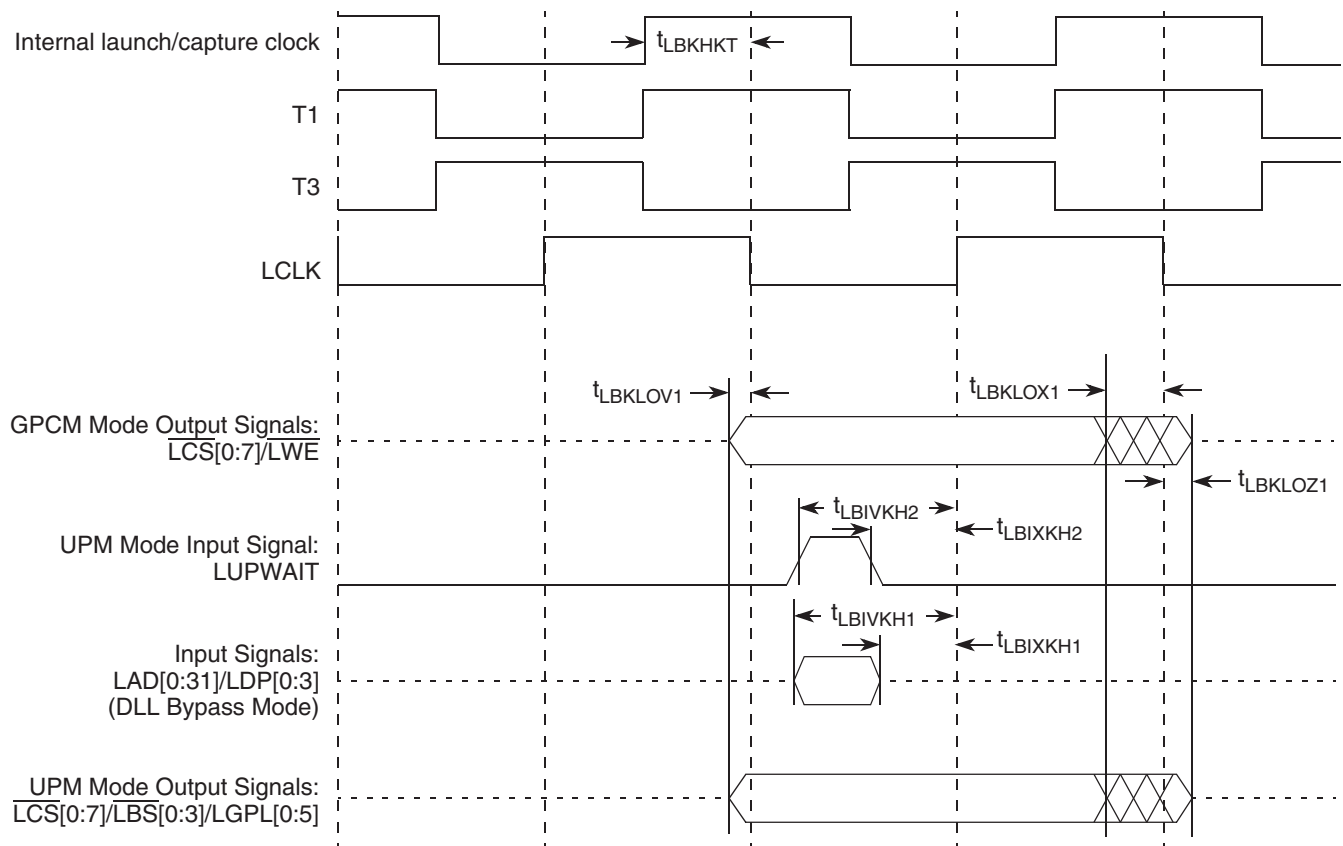 Internal launch/capture clock
tLBKHKT
T1
T3
LCLK
tLBKLOV1
tLBKLOX1
GPCM Mode Output Signals:
LCS[0:7]/LWE
tLBKLOZ1
tLBIVKH2
tLBIXKH2
UPM Mode Input Signal:
LUPWAIT
tLBIVKH1
tLBIXKH1
Input Signals:
LAD[0:31]/LDP[0:3]
(DLL Bypass Mode)
UPM Mode Output Signals:
LCS[0:7]/LBS[0:3]/LGPL[0:5]